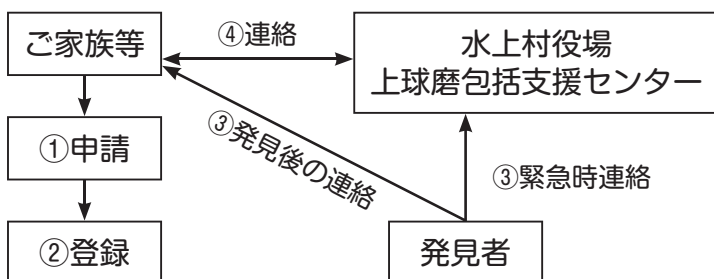 ご家族等
④連絡
水上村役場
上球磨包括支援センター
①申請
③発見後の連絡
③緊急時連絡
②登録
発見者